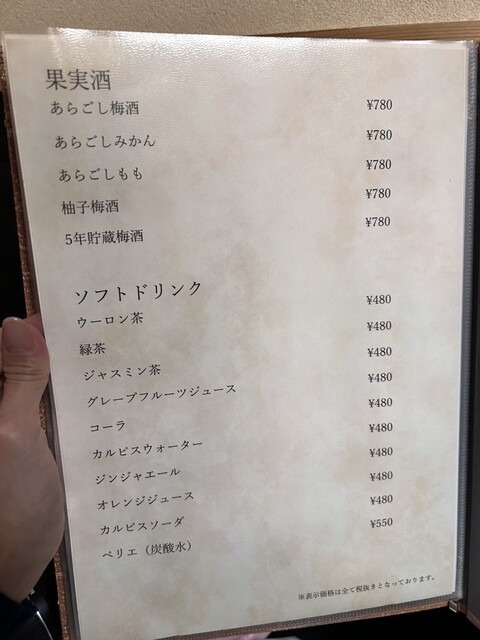 果実酒
あらごし梅酒 ¥780
あらごしみかん ¥780
あらごしもも ¥780
柚子梅酒 ¥780
5年貯蔵梅酒 ¥780
ソフトドリンク
ウーロン茶 ¥480
緑茶 ¥480
ジャスミン茶 ¥480
グレープフルーツジュース ¥480
コーラ ¥480
カルピスウォーター ¥480
ジンジャエール ¥480
オレンジジュース ¥480
カルピスソーダ ¥480
ペリエ（炭酸水） ¥550
※表示価格は全て税抜きとなっております。